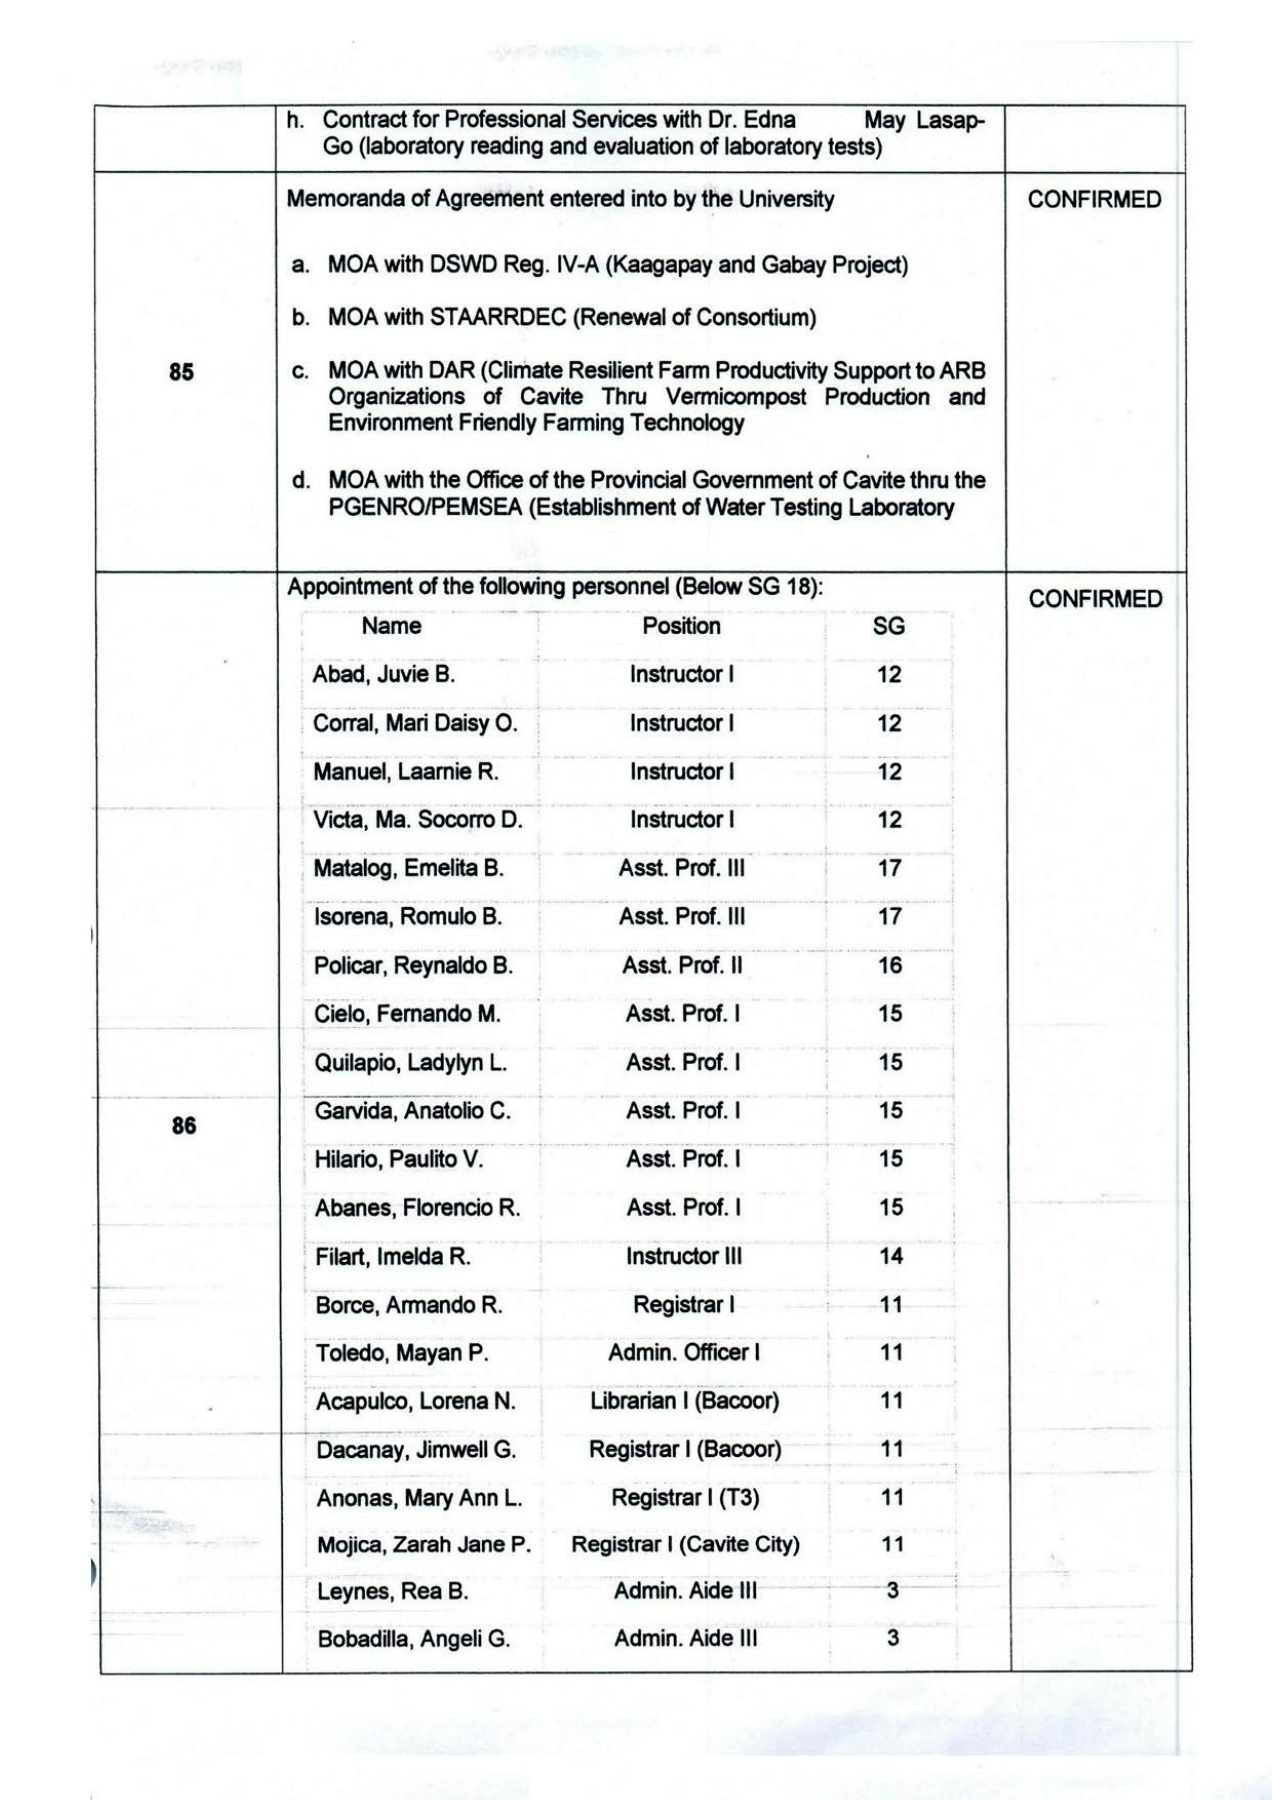 h. Contract for Professional Services with Dr. Edna May Lasap-
Go (laboratory reading and evaluation of laboratory tests)
Memoranda of Agreement entered into by the University
CONFIRMED
a. MOA with DSWD Reg. IV-A (Kaagapay and Gabay Project)
b. MOA with STAARRDEC (Renewal of Consortium)
85
c. MOA with DAR (Climate Resilient Farm Productivity Support to ARB
Organizations of Cavite Thru Vermicompost Production and
Environment Friendly Farming Technology
d. MOA with the Office of the Provincial Government of Cavite thru the
PGENRO/PEMSEA (Establishment of Water Testing Laboratory
Appointment of the following personnel (Below SG 18):
CONFIRMED
Name Position SG
Abad, Juvie B. Instructor I 12
Corral, Mari Daisy O. Instructor I 12
Manuel, Laarnie R. Instructor I 12
Victa, Ma. Socorro D. Instructor I 12
Matalog, Emelita B. Asst. Prof. III 17
Isorena, Romulo B. Asst. Prof. III 17
Policar, Reynaldo B. Asst. Prof. II 16
Cielo, Fernando M. Asst. Prof. I 15
Quilapio, Ladylyn L. Asst. Prof. I 15
Garvida, Anatolio C. Asst. Prof. I 15
86
Hilario, Paulito V. Asst. Prof. I 15
Abanes, Florencio R. Asst. Prof. I 15
Filart, Imelda R. Instructor III 14
Borce, Armando R. Registrar I 11
Toledo, Mayan P. Admin. Officer I 11
Acapulco, Lorena N. Librarian I (Bacoor) 11
Dacanay, Jimwell G. Registrar I (Bacoor) 11
Anonas, Mary Ann L. Registrar I (T3) 11
Mojica, Zarah Jane P. Registrar I (Cavite City) 11
Leynes, Rea B. Admin. Aide III 3
Bobadilla, Angeli G. Admin. Aide III 3